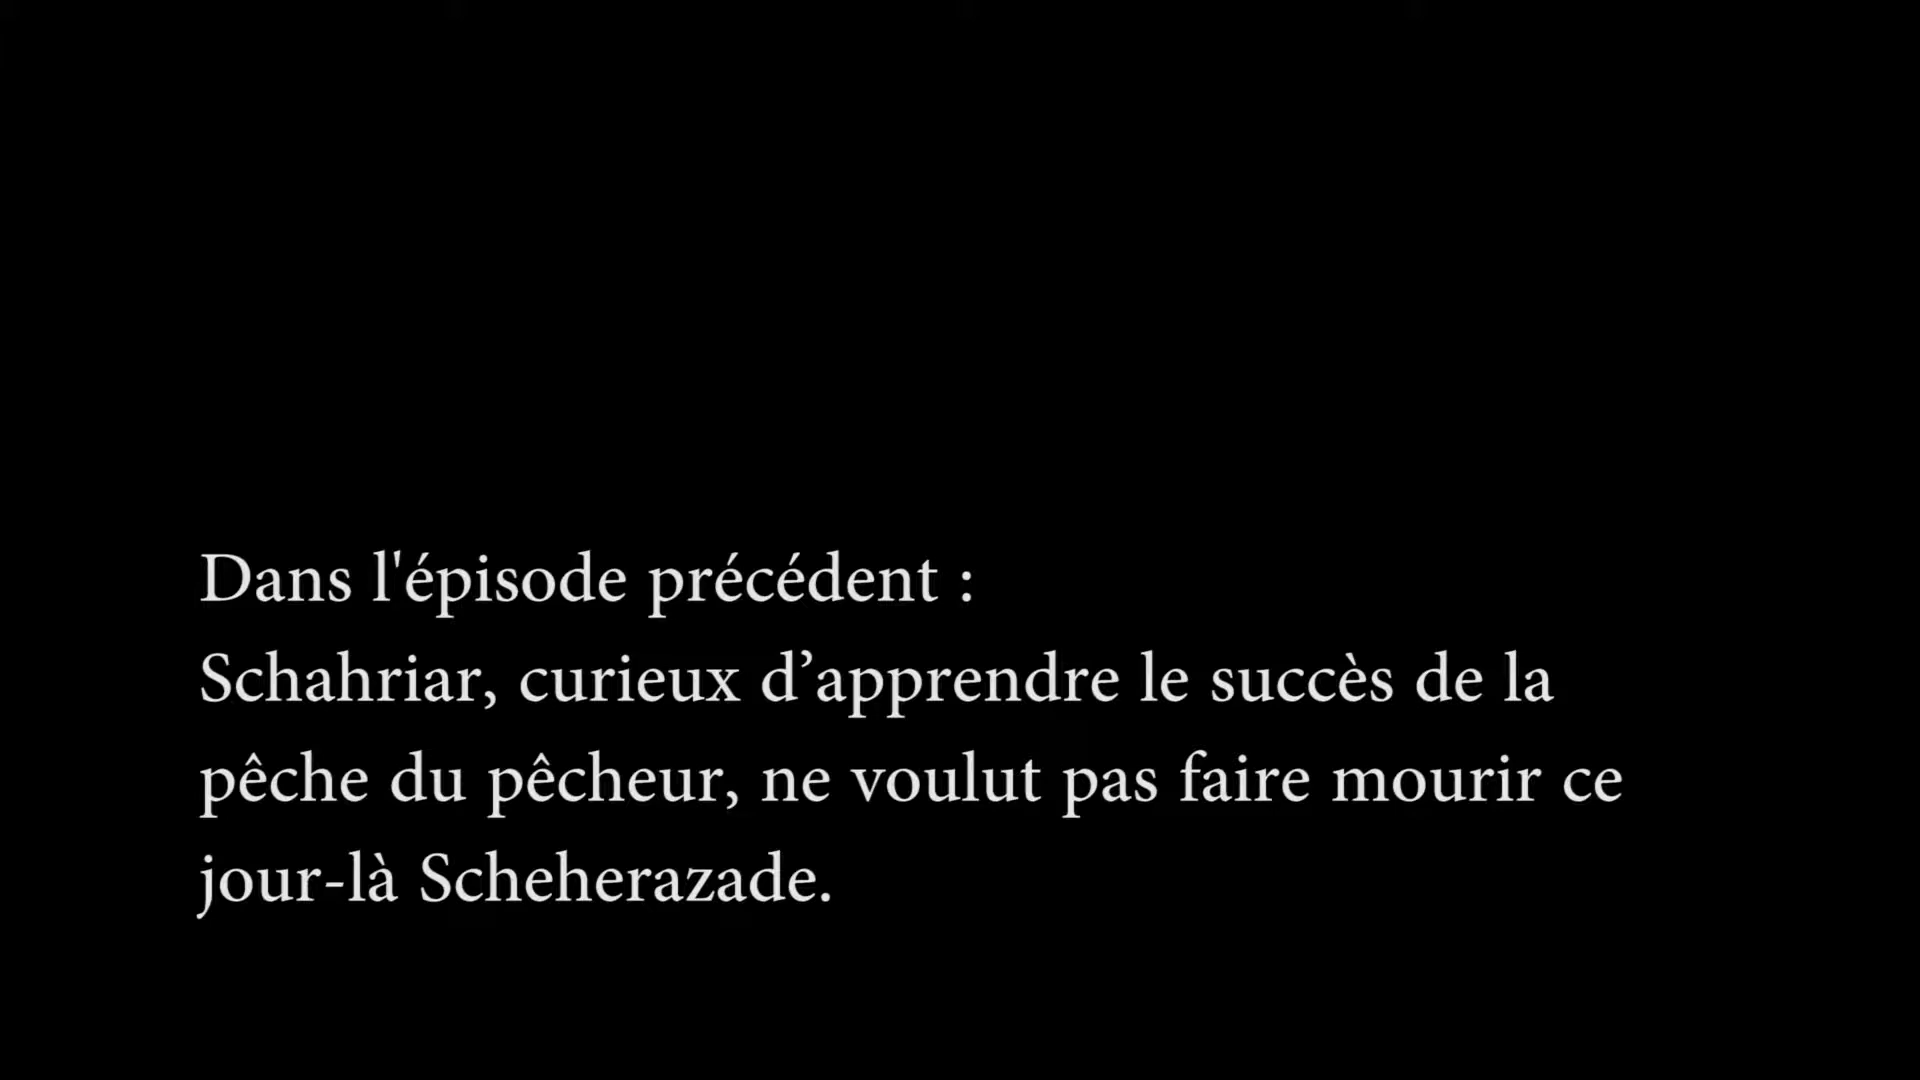 Dans l'épisode précédent :
Schahriar, curieux d’apprendre le succès de la
pêche du pêcheur, ne voulut pas faire mourir ce
jour-là Scheherazade.